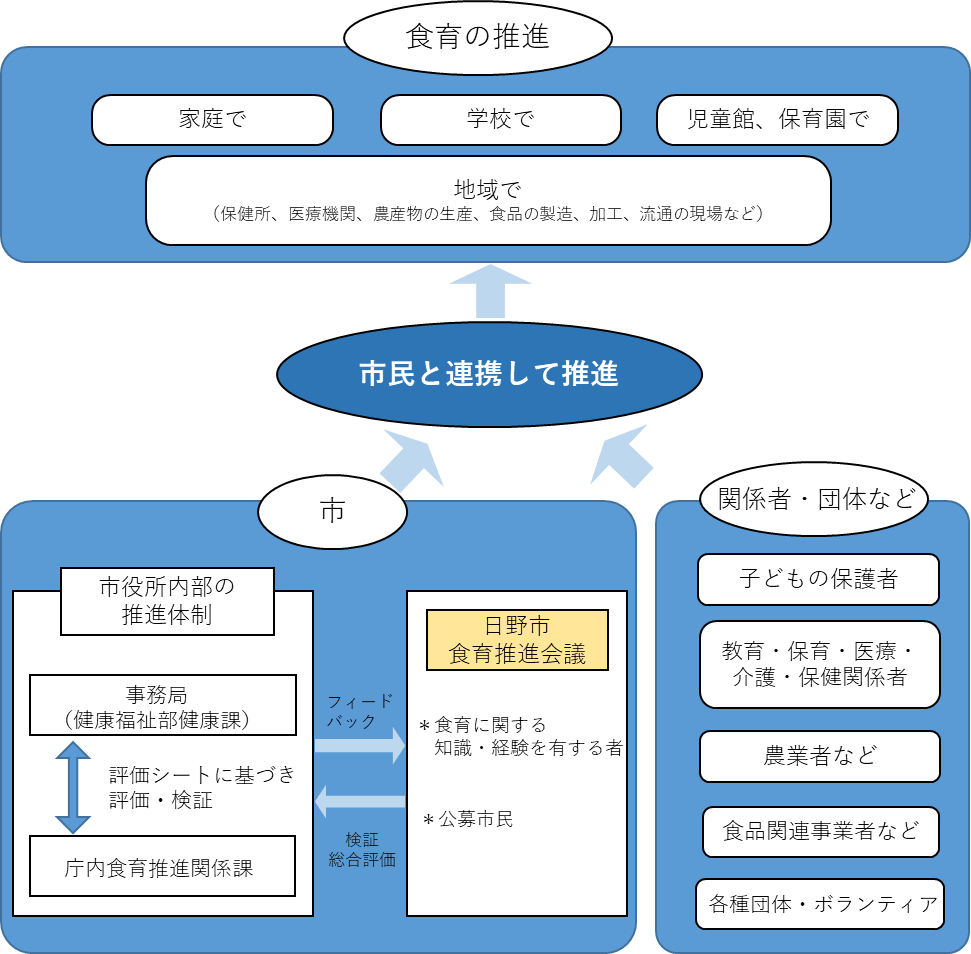 食育の推進
家庭で
学校で
児童館、保育園で
地域で
（保健所、医療機関、農産物の生産、食品の製造、加工、流通の現場など）
市民と連携して推進
市
市役所内部の
推進体制
事務局
（健康福祉部健康課）
評価シートに基づき
評価・検証
庁内食育推進関係課
フィード
バック
検証
総合評価
日野市
食育推進会議
＊食育に関する
知識・経験を有する者
＊公募市民
関係者・団体など
子どもの保護者
教育・保育・医療・
介護・保健関係者
農業者など
食品関連事業者など
各種団体・ボランティア